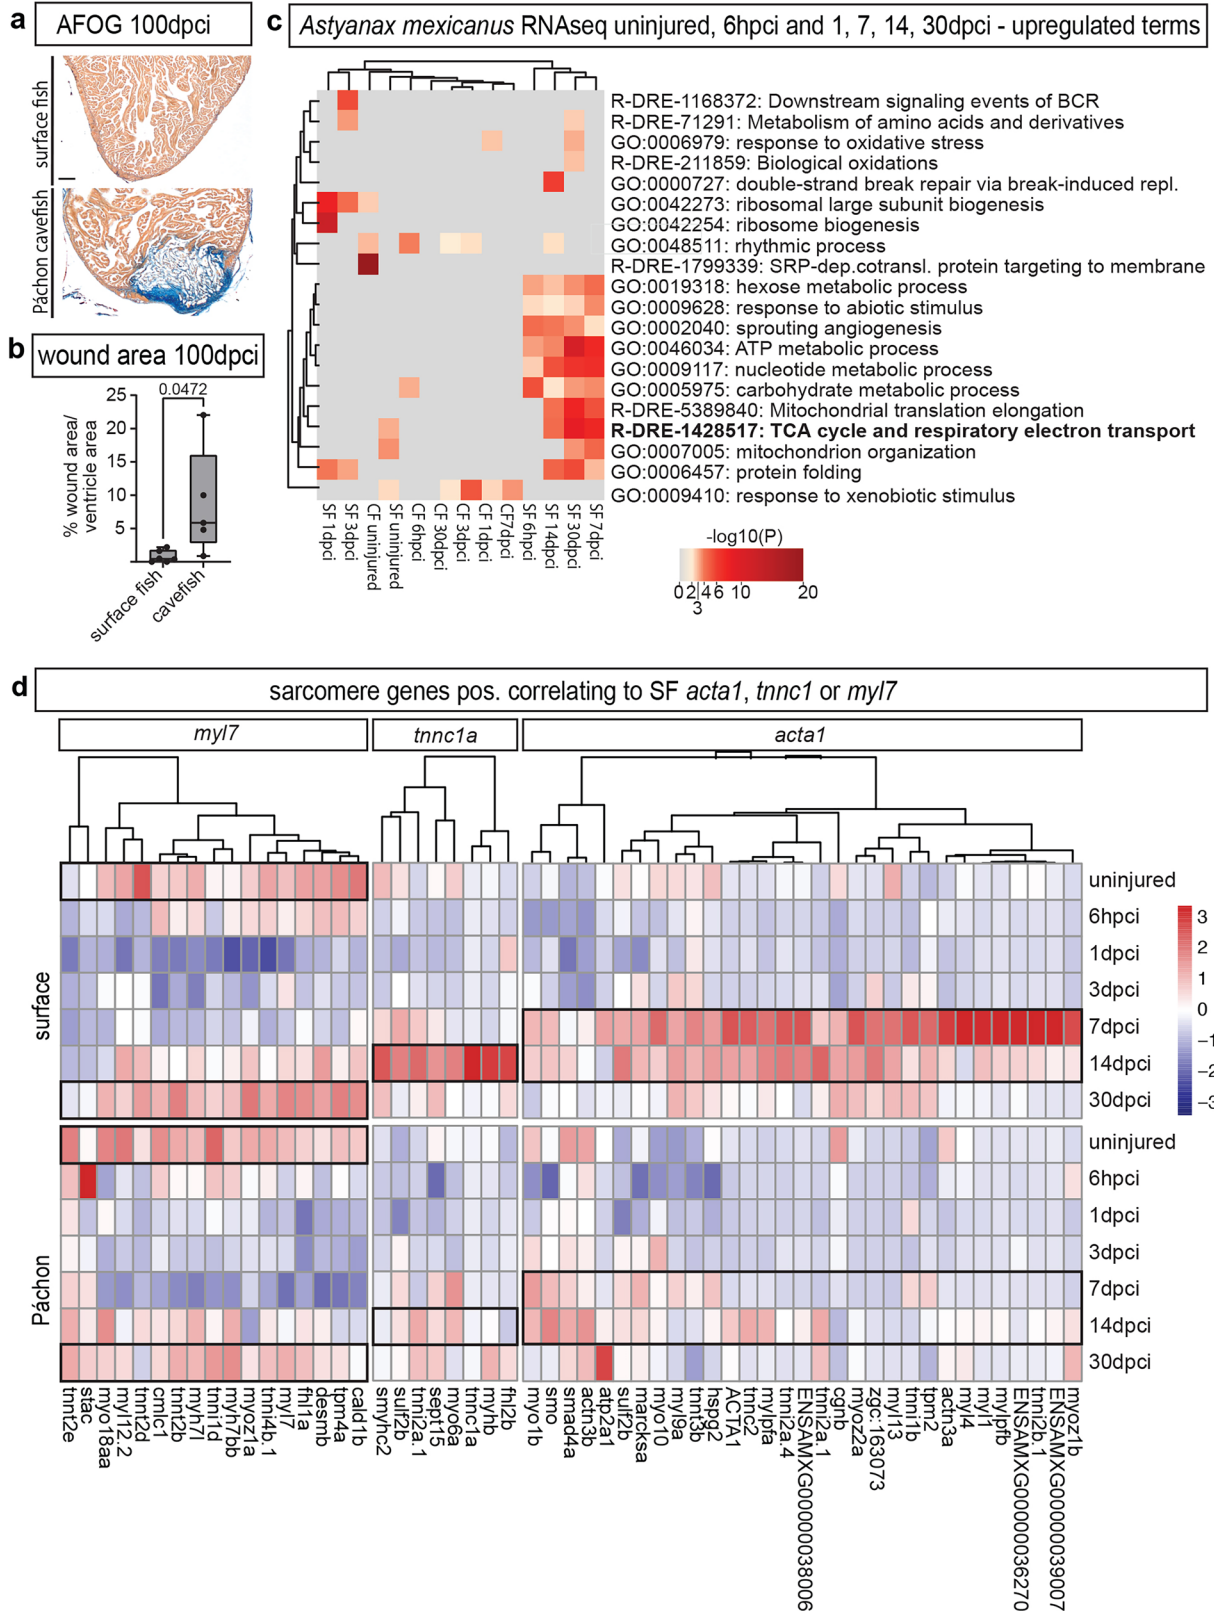 a
AFOG 100dpci
surface fish
Páchon cavefish
b
wound area 100dpci
0.0472
25
20
15
10
5
% wound area/
ventricle area
surface fish
cavefish
c
Astyanax mexicanus RNAseq uninjured, 6hpci and 1, 7, 14, 30dpci - upregulated terms
R-DRE-1168372: Downstream signaling events of BCR
R-DRE-71291: Metabolism of amino acids and derivatives
GO:0006979: response to oxidative stress
R-DRE-211859: Biological oxidations
GO:0000727: double-strand break repair via break-induced repl.
GO:0042273: ribosomal large subunit biogenesis
GO:0042254: ribosome biogenesis
GO:0048511: rhythmic process
R-DRE-1799339: SRP-dep.cotransl. protein targeting to membrane
GO:0019318: hexose metabolic process
GO:0009628: response to abiotic stimulus
GO:0002040: sprouting angiogenesis
GO:0046034: ATP metabolic process
GO:0009117: nucleotide metabolic process
GO:0005975: carbohydrate metabolic process
R-DRE-5389840: Mitochondrial translation elongation
R-DRE-1428517: TCA cycle and respiratory electron transport
GO:0007005: mitochondrion organization
GO:0006457: protein folding
GO:0009410: response to xenobiotic stimulus
SF 1dpci
SF 3dpci
CF uninjured
SF uninjured
CF 6hpci
CF 30dpci
CF 3dpci
CF 1dpci
CF7dpci
SF 6hpci
SF 14dpci
SF 30dpci
SF 7dpci
-log10(P)
0 2 3 4 6 10 20
d
sarcomere genes pos. correlating to SF acta1, tnnc1 or myl7
myl7
tnnc1a
acta1
surface
uninjured
6hpci
1dpci
3dpci
7dpci
14dpci
30dpci
Páchon
uninjured
6hpci
1dpci
3dpci
7dpci
14dpci
30dpci
3
2
1
0
−1
−2
−3
tnnt2e
stac
myo18aa
myl12.2
tnnt2d
cmlc1
tnnt2b
myh7l
tnni1d
myh7bb
myoz1a
tnni4b.1
myl7
fhl1a
desmb
tpm4a
cald1b
smyhc2
sulf2b
tnni2a.1
sept15
myo6a
tnnc1a
myhb
fhl2b
myo1b
smo
smad4a
actn3b
atp2a1
sulf2b
marcksa
myo10
myl9a
tnnt3b
hspg2
ACTA1
tnnc2
mylpfa
tnni2a.4
ENSAMXG00000038006
tnni2a.1
cgnb
myoz2a
zgc:163073
myl13
tnni1b
tpm2
actn3a
myl4
myl1
mylpfb
ENSAMXG00000036270
tnni2b.1
ENSAMXG00000039007
myoz1b